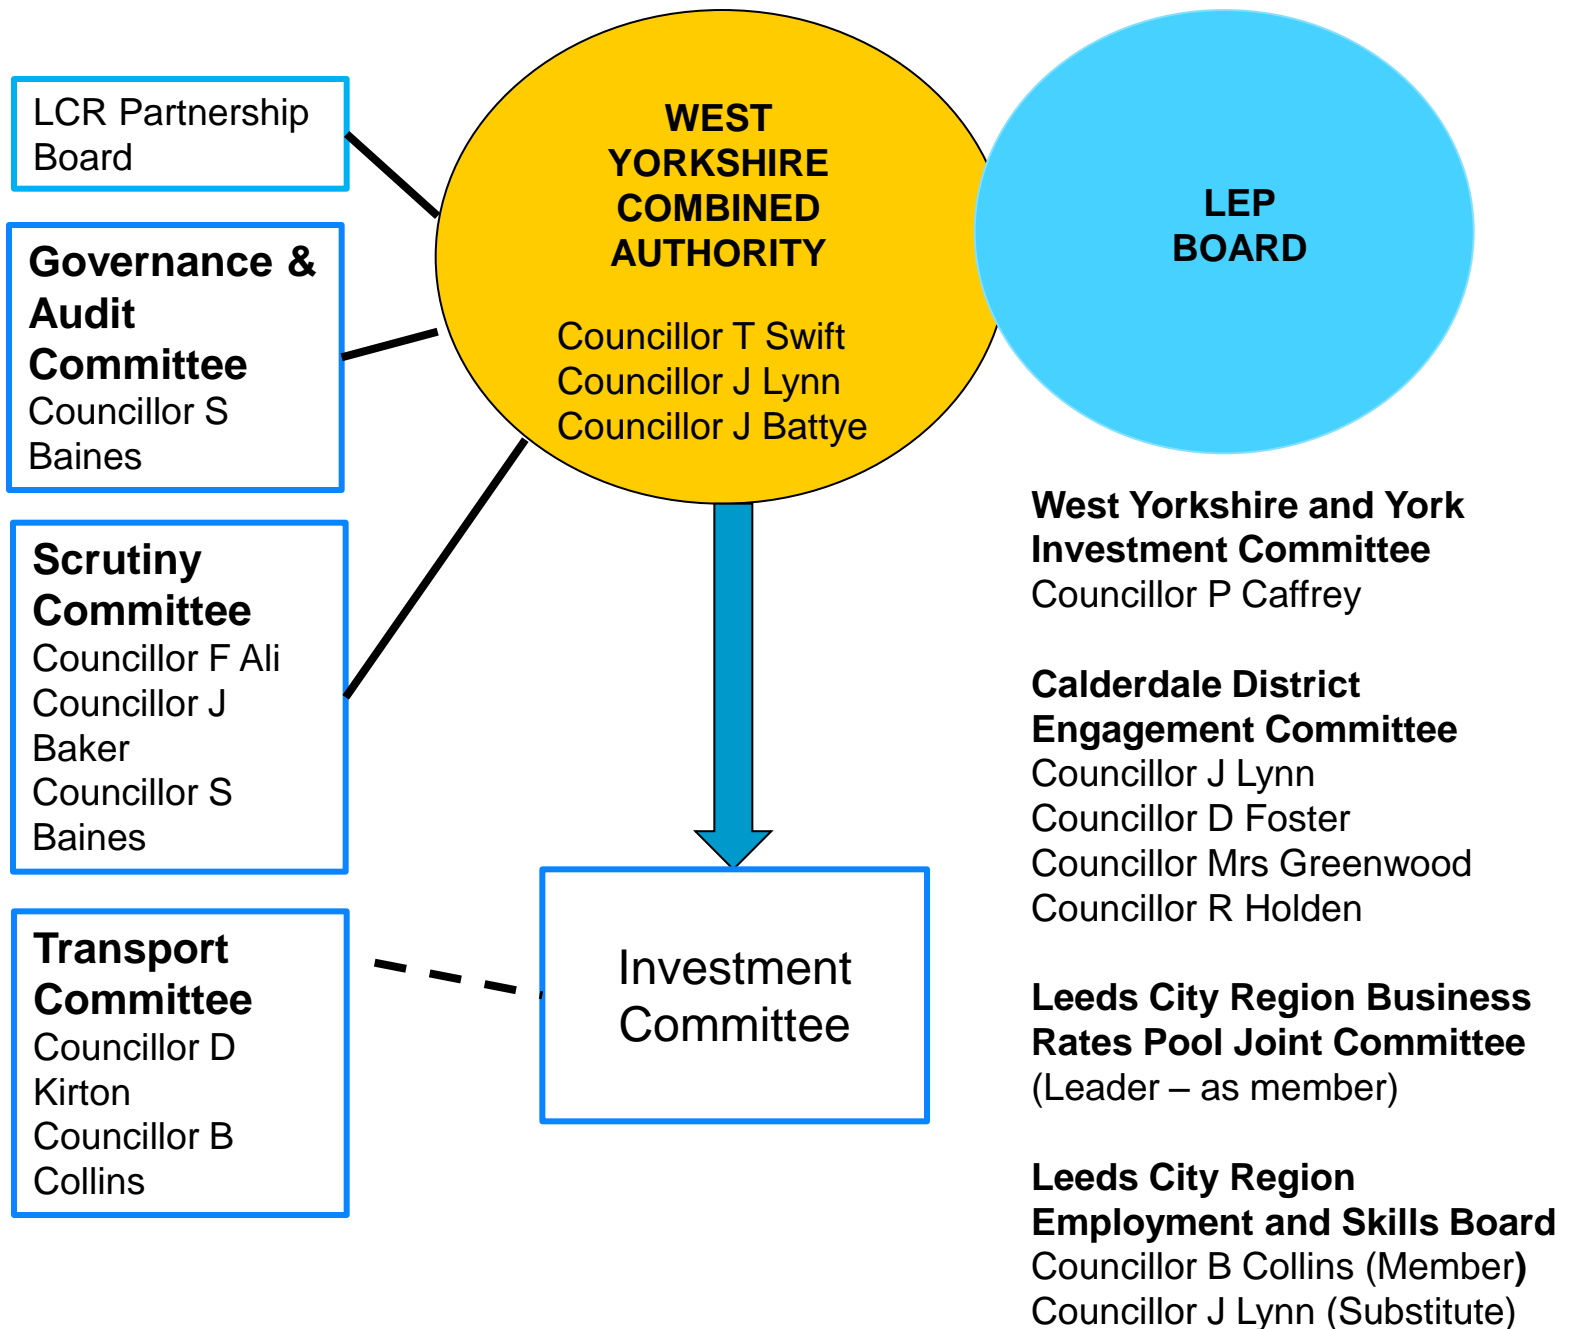 LCR Partnership
Board
Governance &
Audit
Committee
Councillor S
Baines
Scrutiny
Committee
Councillor F Ali
Councillor J
Baker
Councillor S
Baines
Transport
Committee
Councillor D
Kirton
Councillor B
Collins
WEST
YORKSHIRE
COMBINED
AUTHORITY
Councillor T Swift
Councillor J Lynn
Councillor J Battye
Investment
Committee
LEP
BOARD
West Yorkshire and York
Investment Committee
Councillor P Caffrey
Calderdale District
Engagement Committee
Councillor J Lynn
Councillor D Foster
Councillor Mrs Greenwood
Councillor R Holden
Leeds City Region Business
Rates Pool Joint Committee
(Leader – as member)
Leeds City Region
Employment and Skills Board
Councillor B Collins (Member)
Councillor J Lynn (Substitute)